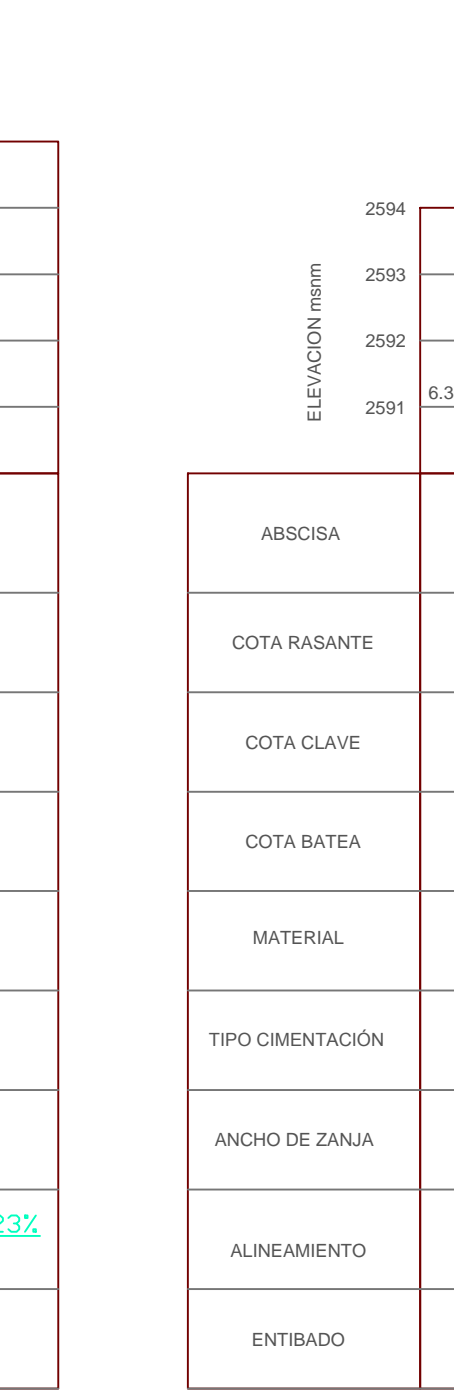 2594
2593
2592
2591
ELEVACION msnm
6.3
ABSCISA
COTA RASANTE
COTA CLAVE
COTA BATEA
MATERIAL
TIPO CIMENTACIÓN
ANCHO DE ZANJA
23%
ALINEAMIENTO
ENTIBADO